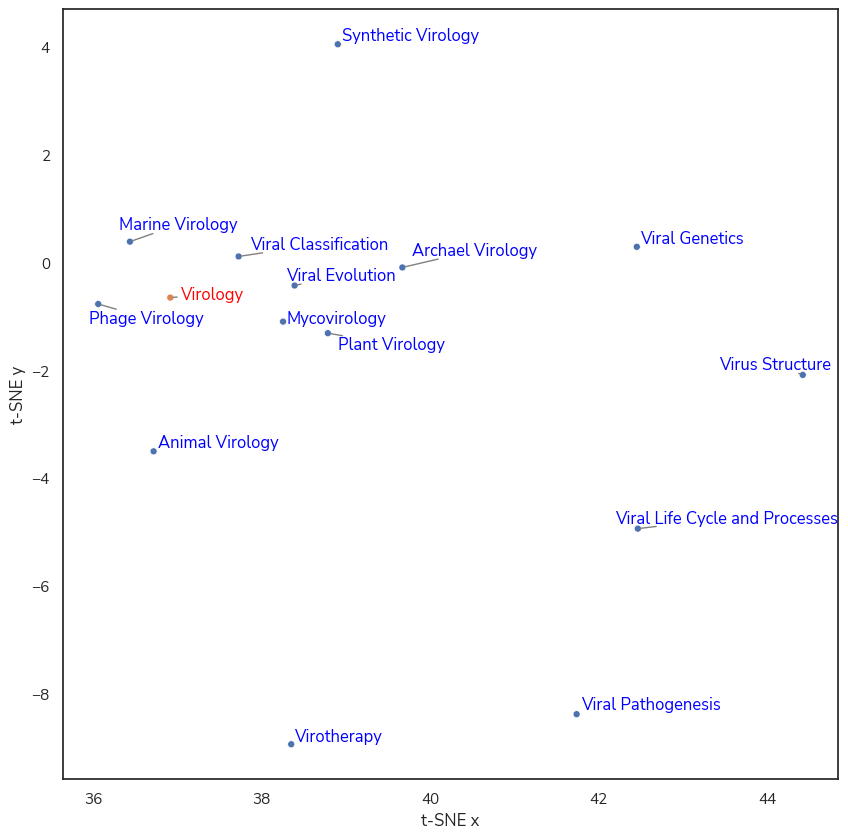 Synthetic Virology
Marine Virology
Viral Classification
Archael Virology
Viral Genetics
Viral Evolution
Virology
Phage Virology
Mycovirology
Plant Virology
Virus Structure
Animal Virology
Viral Life Cycle and Processes
Viral Pathogenesis
Virotherapy
4
2
0
−2
−4
−6
−8
t-SNE y
36 38 40 42 44
t-SNE x